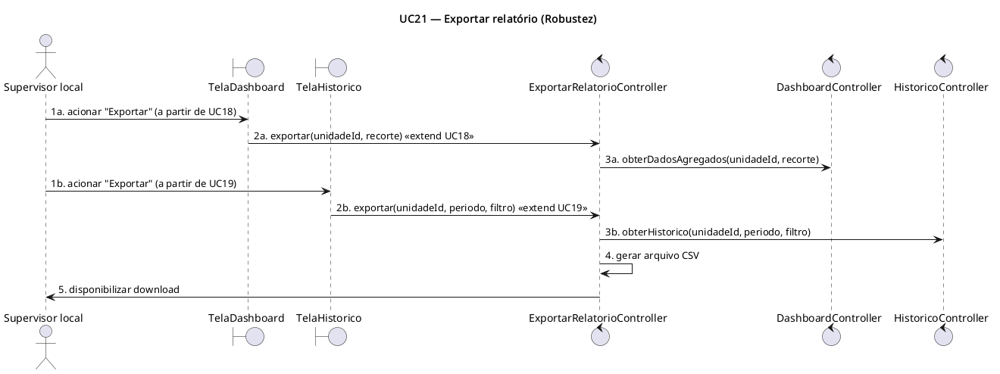 UC21 — Exportar relatório (Robustez)
Supervisor local
TelaDashboard
TelaHistorico
ExportarRelatorioController
DashboardController
HistoricoController
1a. acionar "Exportar" (a partir de UC18)
2a. exportar(unidadeId, recorte) «extend UC18»
3a. obterDadosAgregados(unidadeId, recorte)
1b. acionar "Exportar" (a partir de UC19)
2b. exportar(unidadeId, periodo, filtro) «extend UC19»
3b. obterHistorico(unidadeId, periodo, filtro)
4. gerar arquivo CSV
5. disponibilizar download
Supervisor local
TelaDashboard
TelaHistorico
ExportarRelatorioController
DashboardController
HistoricoController